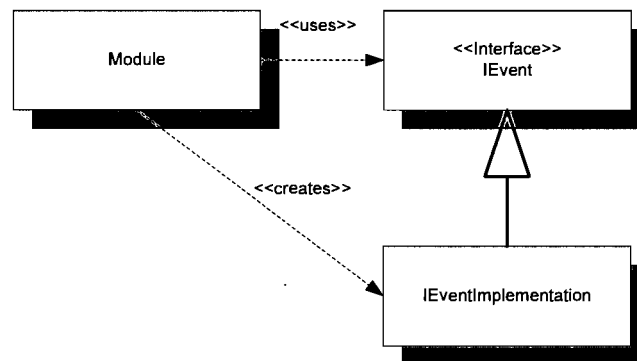 <<uses>>
Module
<<Interface>>
IEvent
<<creates>>
IEventImplementation